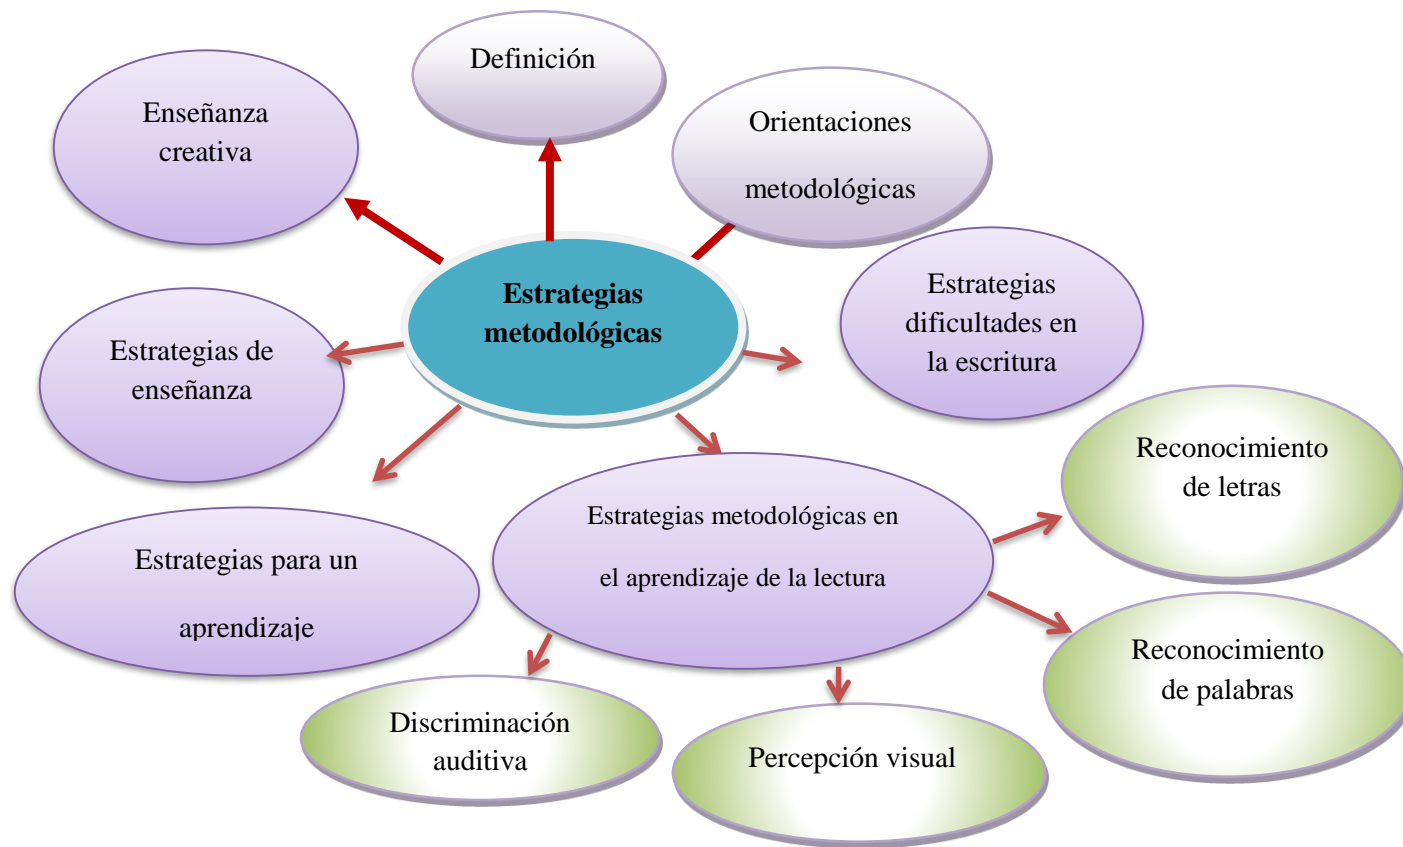 Definición
Enseñanza
creativa
Orientaciones
metodológicas
Estrategias
metodológicas
Estrategias
dificultades en
la escritura
Estrategias de
enseñanza
Reconocimiento
de letras
Estrategias metodológicas en
el aprendizaje de la lectura
Estrategias para un
aprendizaje
Reconocimiento
de palabras
Discriminación
auditiva
Percepción visual